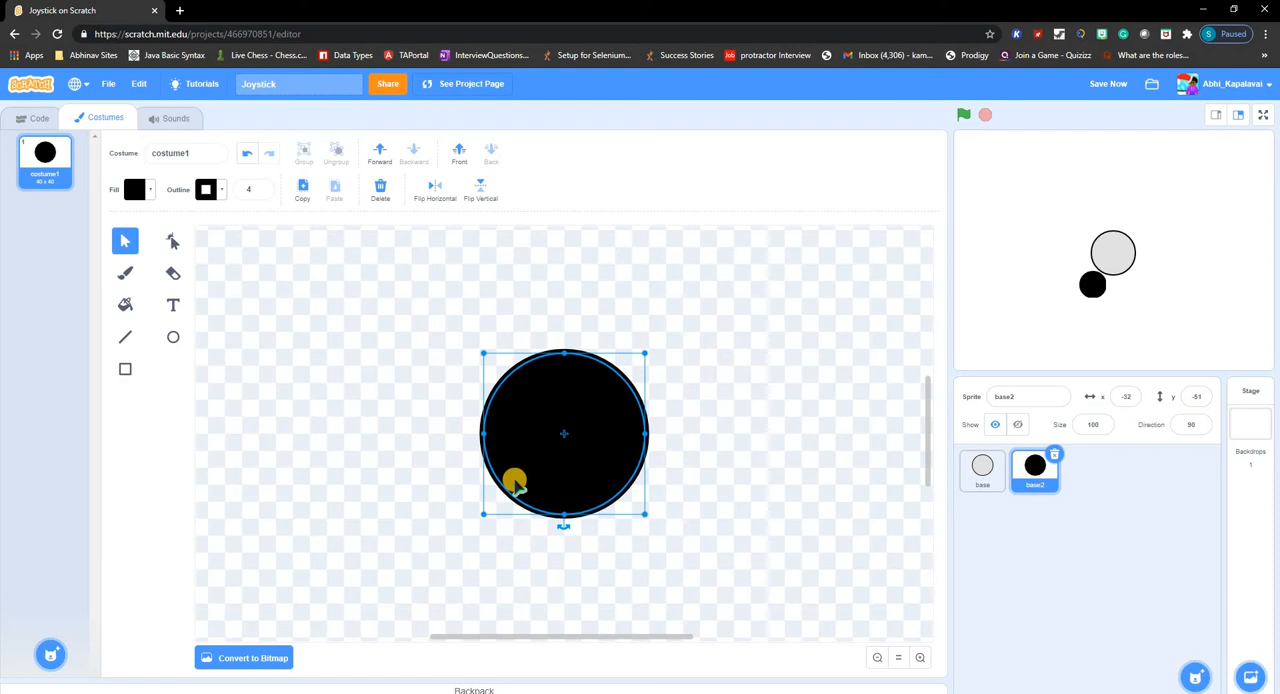 Joystick on Scratch
https://scratch.mit.edu/projects/466970851/editor
Paused
Apps
Abhinav Sites
Java Basic Syntax
Live Chess - Chess.c...
Data Types
TAPortal
InterviewQuestions...
Setup for Selenium...
Success Stories
protractor Interview
Inbox (4,306) - kam...
Prodigy
Join a Game - Quizizz
What are the roles...
SCRATCH
File
Edit
Tutorials
Joystick
Share
See Project Page
Save Now
Abhi_Kapalavai
Code
Costumes
Sounds
1
costume1
40 x 40
Costume
costume1
Group
Ungroup
Forward
Backward
Front
Back
Fill
Outline
4
Copy
Paste
Delete
Flip Horizontal
Flip Vertical
Convert to Bitmap
Backpack
Sprite
base2
x
-32
y
-51
Show
Size
100
Direction
90
base
base2
Stage
Backdrops
1